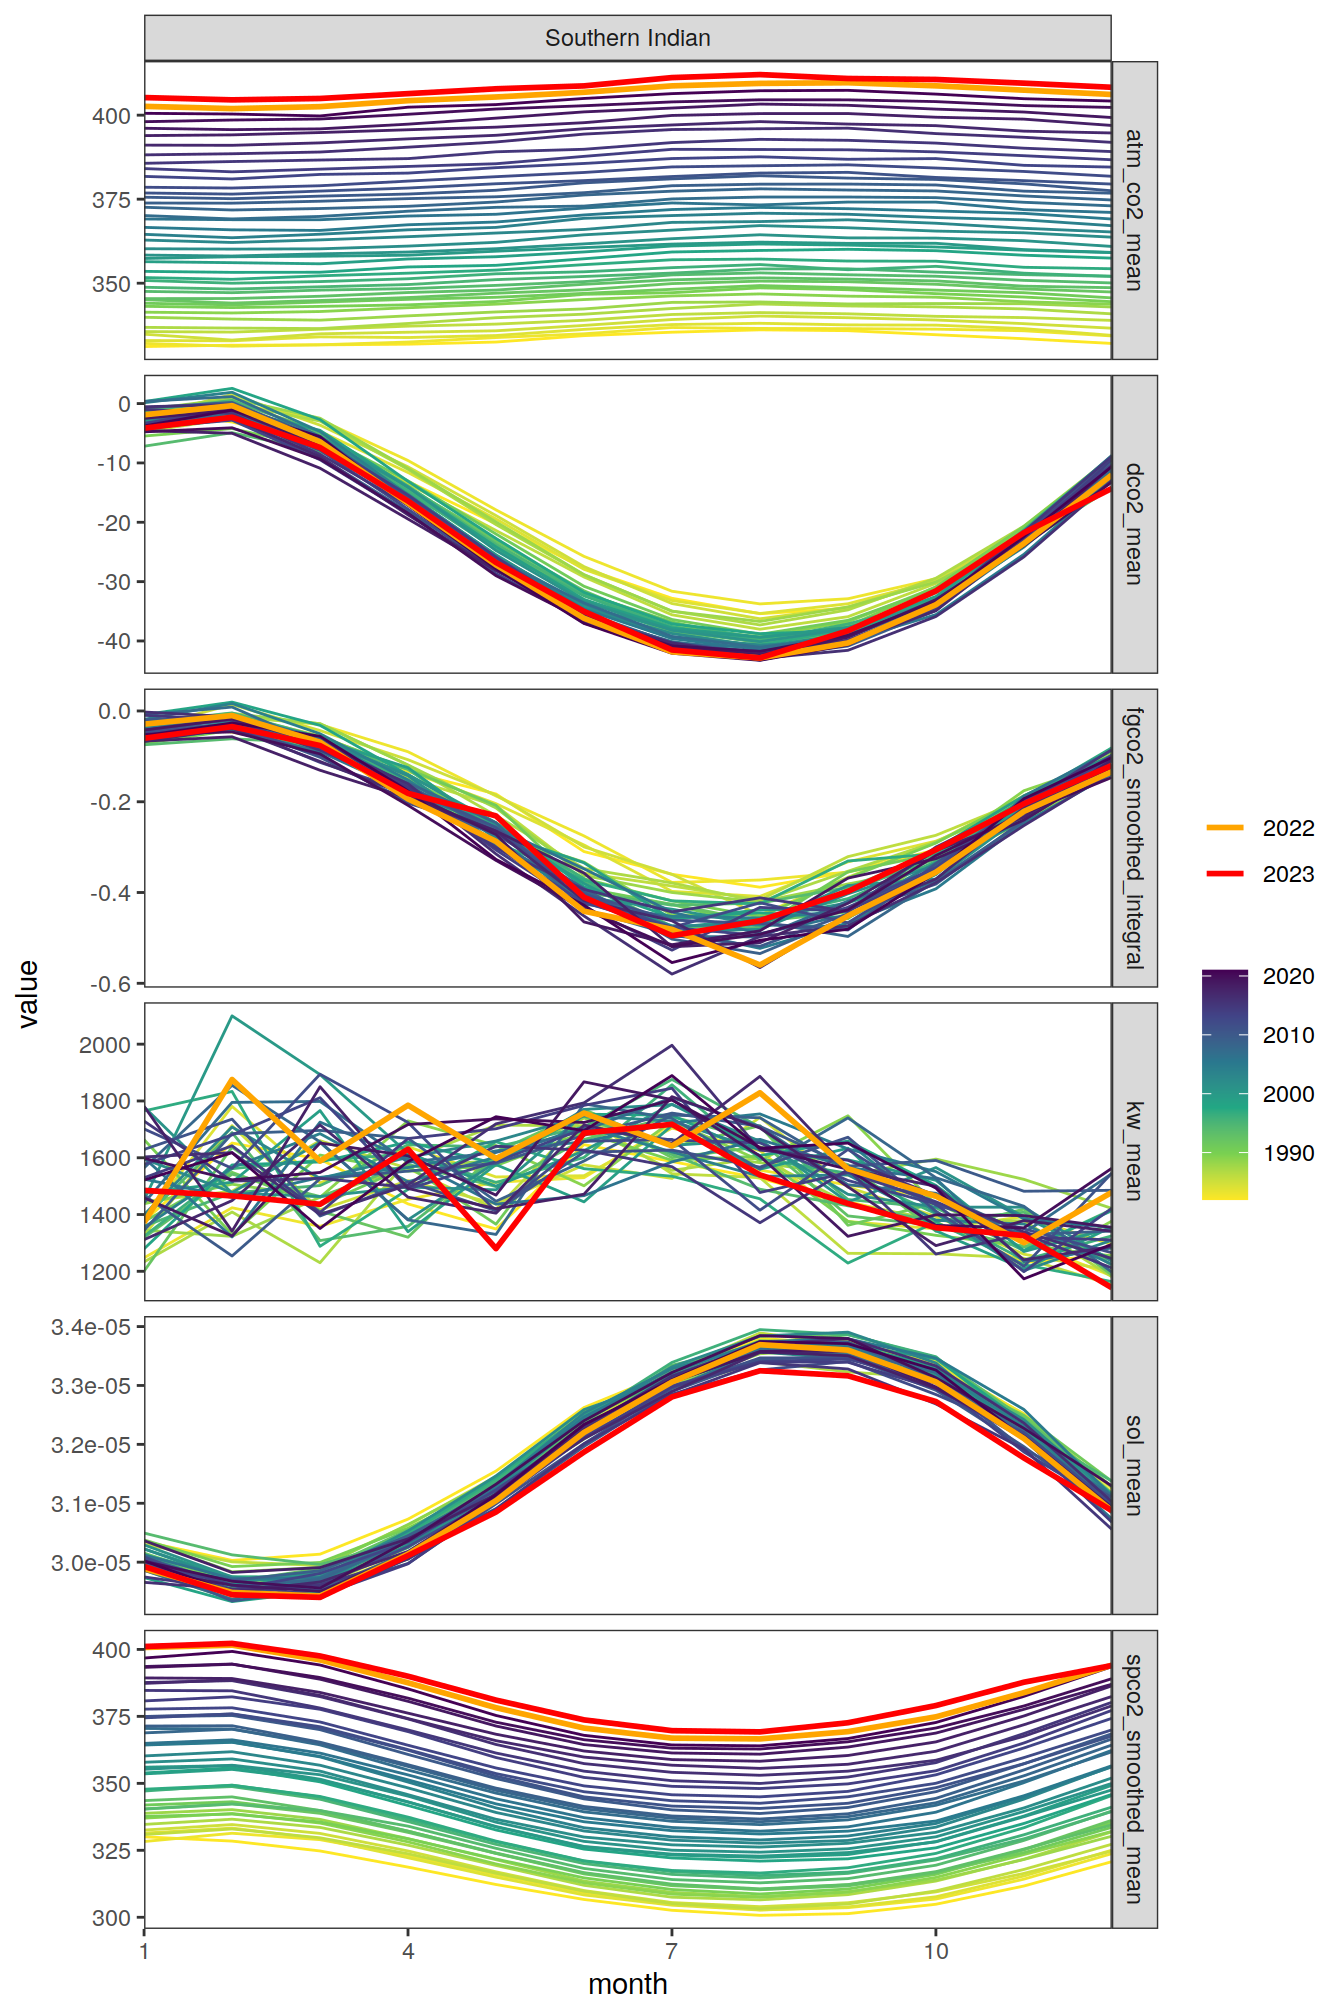 Southern Indian
400
375
350
atm_co2_mean
0
-10
-20
-30
-40
dco2_mean
0.0
-0.2
-0.4
-0.6
fgco2_smoothed_integral
2000
1800
1600
1400
1200
kw_mean
3.4e-05
3.3e-05
3.2e-05
3.1e-05
3.0e-05
sol_mean
400
375
350
325
300
spco2_smoothed_mean
1
4
7
10
month
value
2022
2023
2020
2010
2000
1990